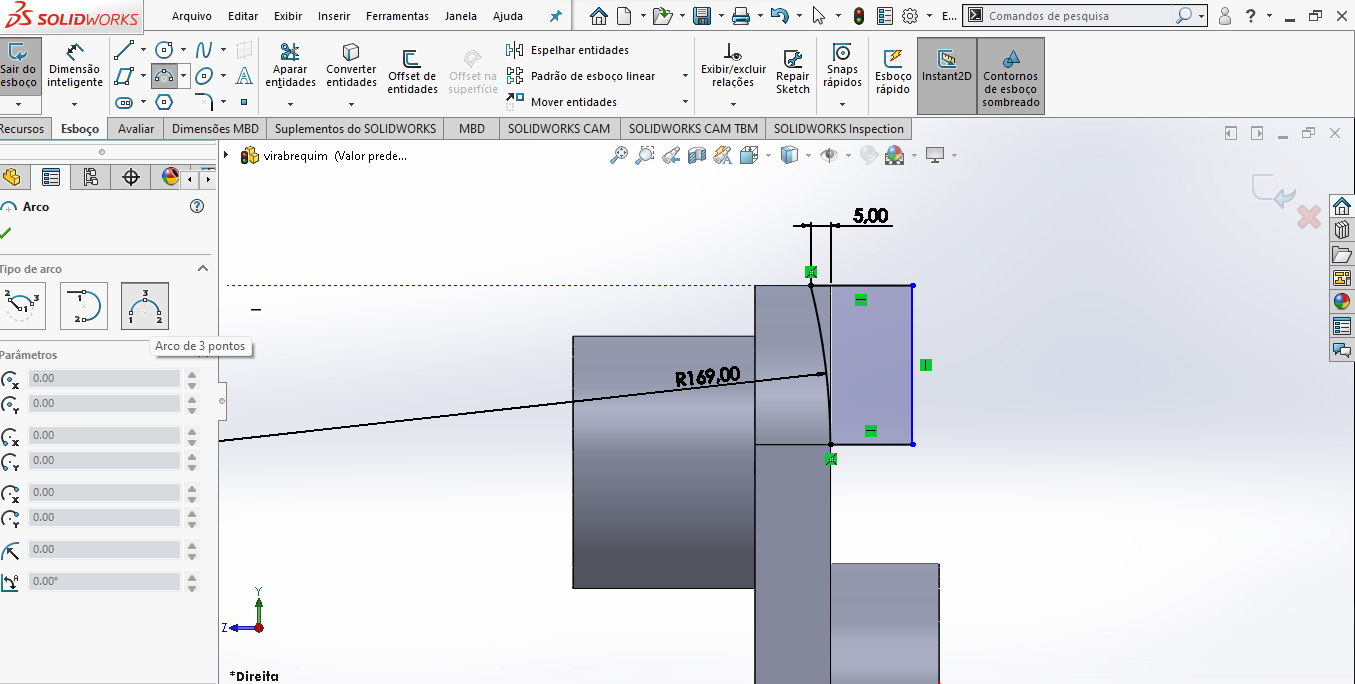 SOLIDWORKS
Arquivo Editar Exibir Inserir Ferramentas Janela Ajuda
E...
Comandos de pesquisa
?
Sair do esboço
Dimensão inteligente
Aparar entidades
Converter entidades
Offset de entidades
Offset na superfície
Espelhar entidades
Padrão de esboço linear
Mover entidades
Exibir/excluir relações
Repair Sketch
Snaps rápidos
Esboço rápido
Instant2D
Contornos de esboço sombreado
Recursos Esboço Avaliar Dimensões MBD Suplementos do SOLIDWORKS MBD SOLIDWORKS CAM SOLIDWORKS CAM TBM SOLIDWORKS Inspection
virabrequim (Valor prede...
Arco
Tipo de arco
Arco de 3 pontos
Parâmetros
0.00
0.00
0.00
0.00
0.00
0.00
0.00
0.00°
5,00
R169,00
Y
Z
*Direita